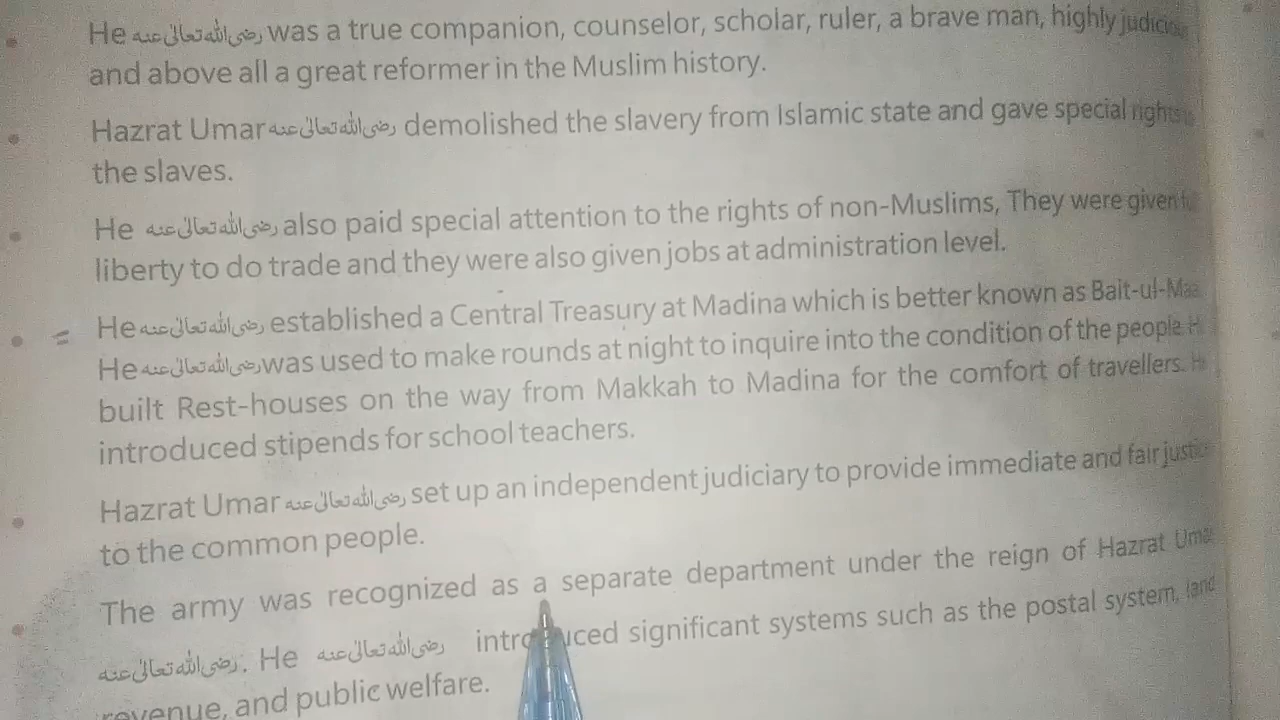 He رضی اللہ تعالیٰ عنہ was a true companion, counselor, scholar, ruler, a brave man, highly judicious
and above all a great reformer in the Muslim history.
Hazrat Umar رضی اللہ تعالیٰ عنہ demolished the slavery from Islamic state and gave special rights to
the slaves.
He رضی اللہ تعالیٰ عنہ also paid special attention to the rights of non-Muslims, They were given
liberty to do trade and they were also given jobs at administration level.
He رضی اللہ تعالیٰ عنہ established a Central Treasury at Madina which is better known as Bait-ul-Maal
He رضی اللہ تعالیٰ عنہ was used to make rounds at night to inquire into the condition of the people
built Rest-houses on the way from Makkah to Madina for the comfort of travellers. He
introduced stipends for school teachers.
Hazrat Umar رضی اللہ تعالیٰ عنہ set up an independent judiciary to provide immediate and fair justice
to the common people.
The army was recognized as a separate department under the reign of Hazrat Umar
رضی اللہ تعالیٰ عنہ. He رضی اللہ تعالیٰ عنہ introduced significant systems such as the postal system, land
revenue, and public welfare.